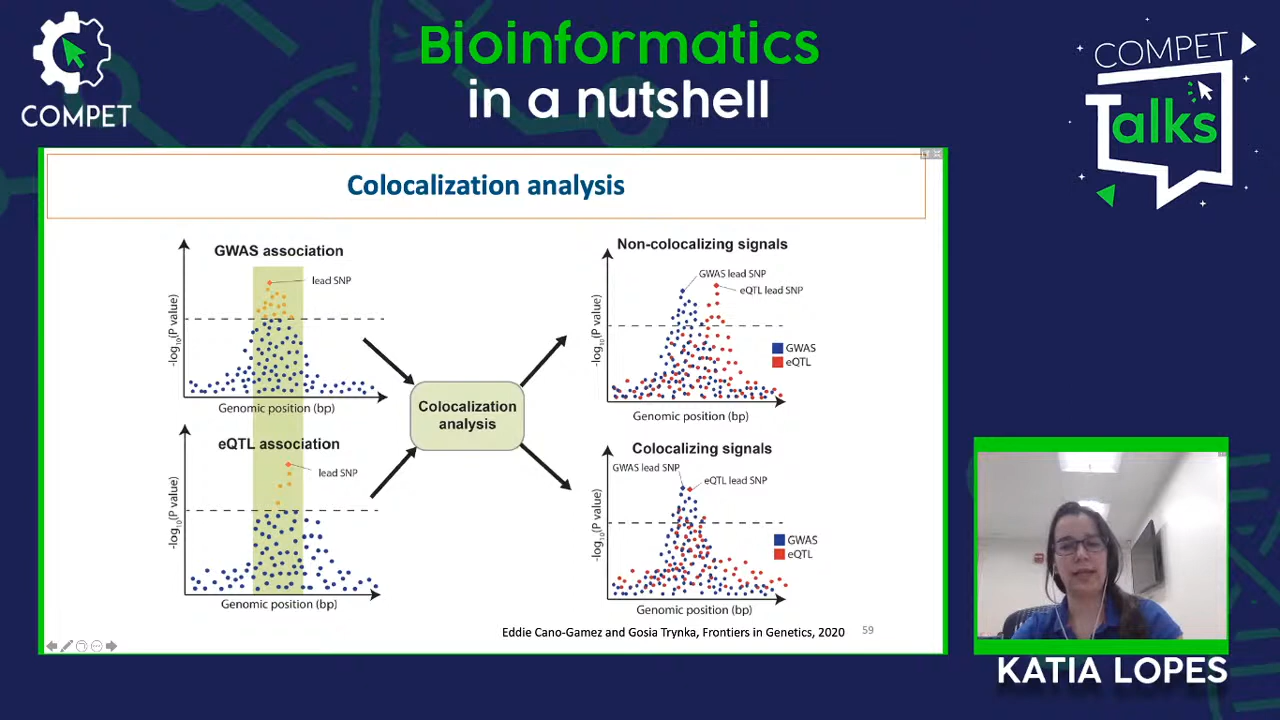 Bioinformatics
in a nutshell
COMPET
COMPET
Talks
Colocalization analysis
GWAS association
lead SNP
-log10(P value)
Genomic position (bp)
eQTL association
lead SNP
-log10(P value)
Genomic position (bp)
Colocalization
analysis
Non-colocalizing signals
GWAS lead SNP
eQTL lead SNP
-log10(P value)
GWAS
eQTL
Genomic position (bp)
Colocalizing signals
GWAS lead SNP
eQTL lead SNP
-log10(P value)
GWAS
eQTL
Genomic position (bp)
Eddie Cano-Gamez and Gosia Trynka, Frontiers in Genetics, 2020
59
KATIA LOPES